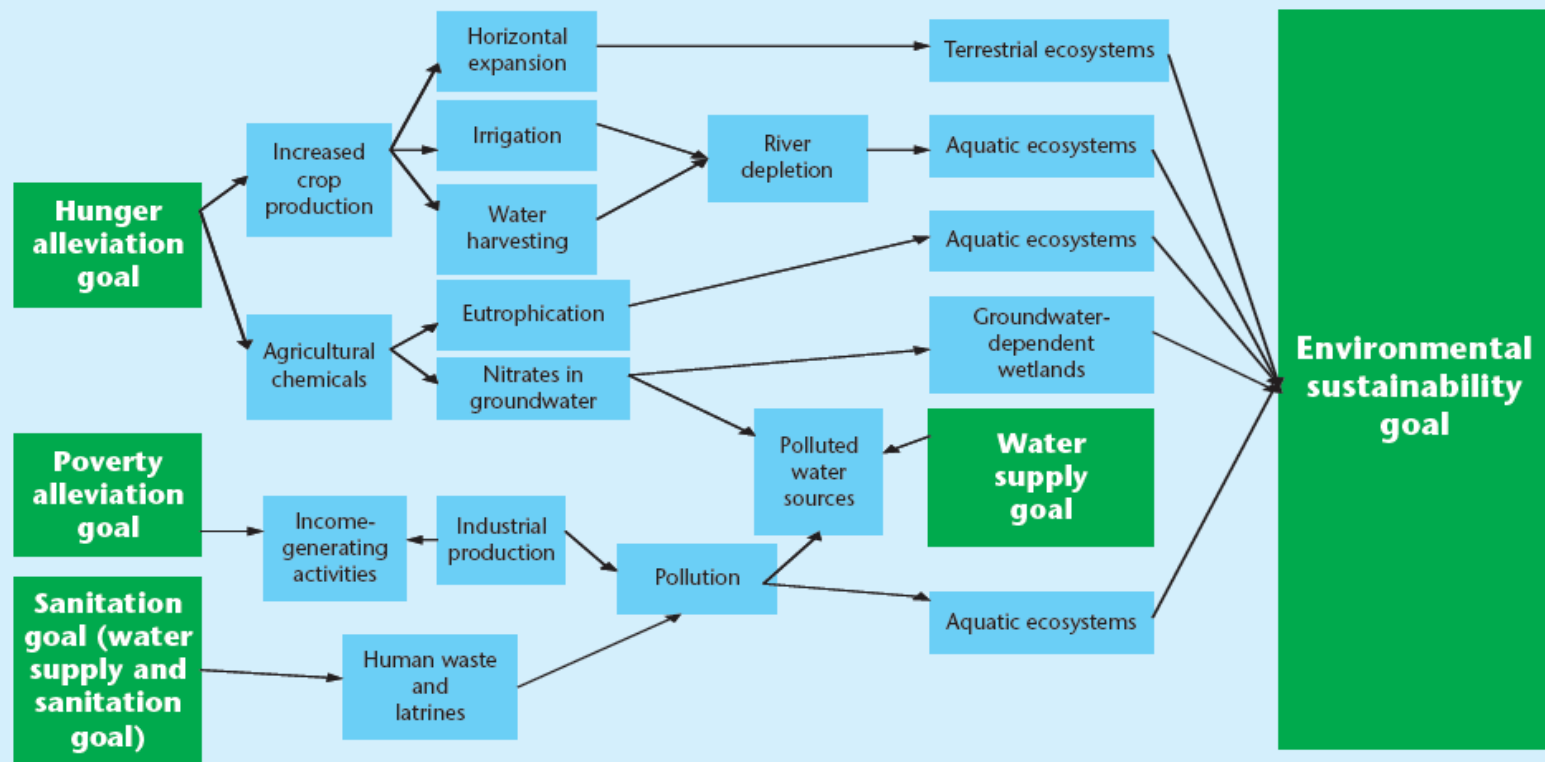 Horizontal
expansion
Terrestrial ecosystems
Increased
crop
production
Irrigation
River
depletion
Aquatic ecosystems
Hunger
alleviation
goal
Water
harvesting
Aquatic ecosystems
Agricultural
chemicals
Eutrophication
Groundwater-
dependent
wetlands
Nitrates in
groundwater
Environmental
sustainability
goal
Poverty
alleviation
goal
Polluted
water
sources
Water
supply
goal
Income-
generating
activities
Industrial
production
Pollution
Sanitation
goal (water
supply and
sanitation
goal)
Human waste
and
latrines
Aquatic ecosystems